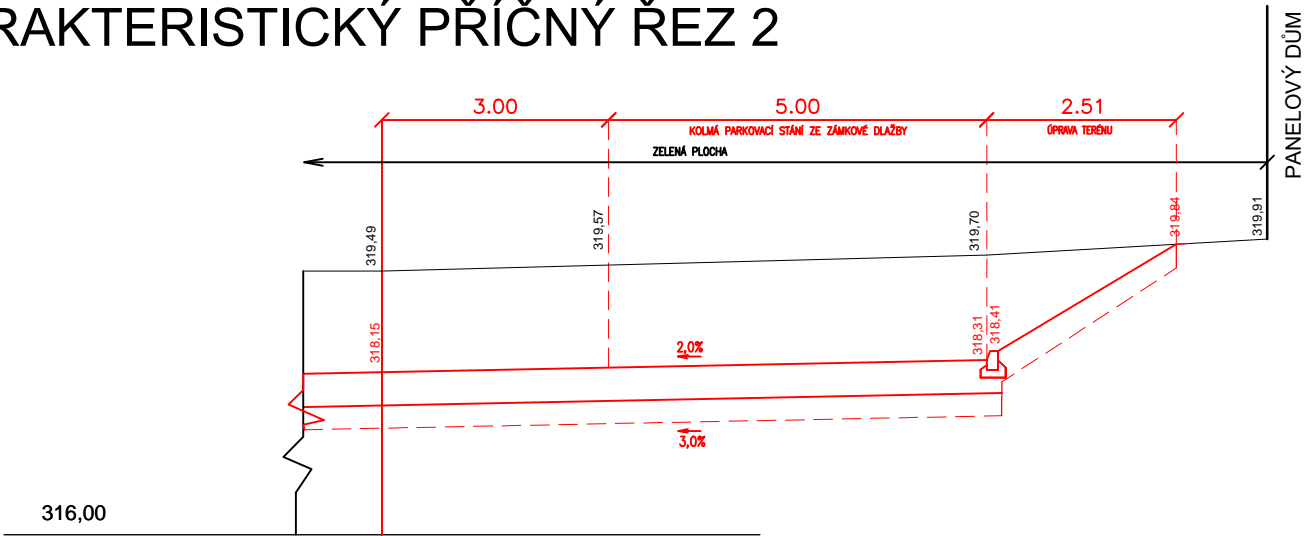 RAKTERISTICKÝ PŘÍČNÝ ŘEZ 2
PANELOVÝ DŮM
3.00
5.00
2.51
KOLMÁ PARKOVACÍ STÁNÍ ZE ZÁMKOVÉ DLAŽBY
ÚPRAVA TERÉNU
ZELENÁ PLOCHA
319,49
319,57
319,70
319,84
319,91
318,15
318,31
318,41
2,0%
3,0%
316,00